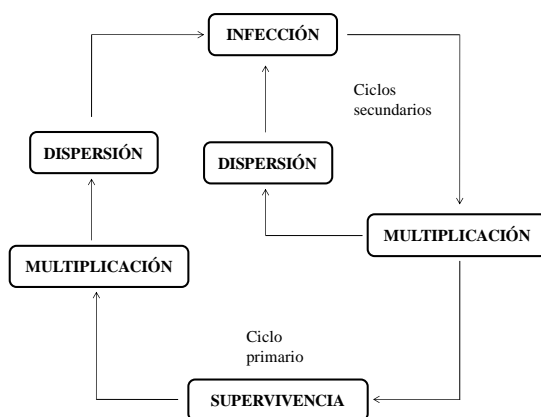 INFECCIÓN
Ciclos
secundarios
DISPERSIÓN
DISPERSIÓN
MULTIPLICACIÓN
MULTIPLICACIÓN
Ciclo
primario
SUPERVIVENCIA